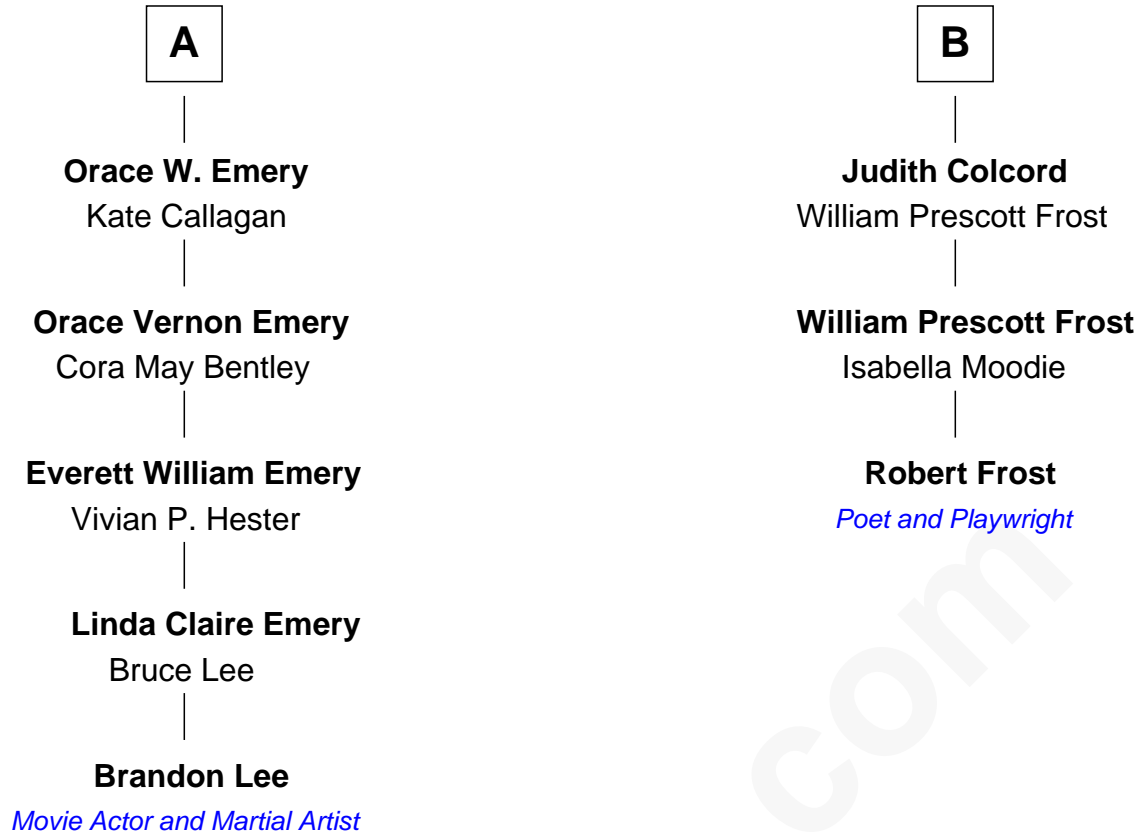 A
Orace W. Emery
Kate Callagan
Orace Vernon Emery
Cora May Bentley
Everett William Emery
Vivian P. Hester
Linda Claire Emery
Bruce Lee
Brandon Lee
Movie Actor and Martial Artist
B
Judith Colcord
William Prescott Frost
William Prescott Frost
Isabella Moodie
Robert Frost
Poet and Playwright
com